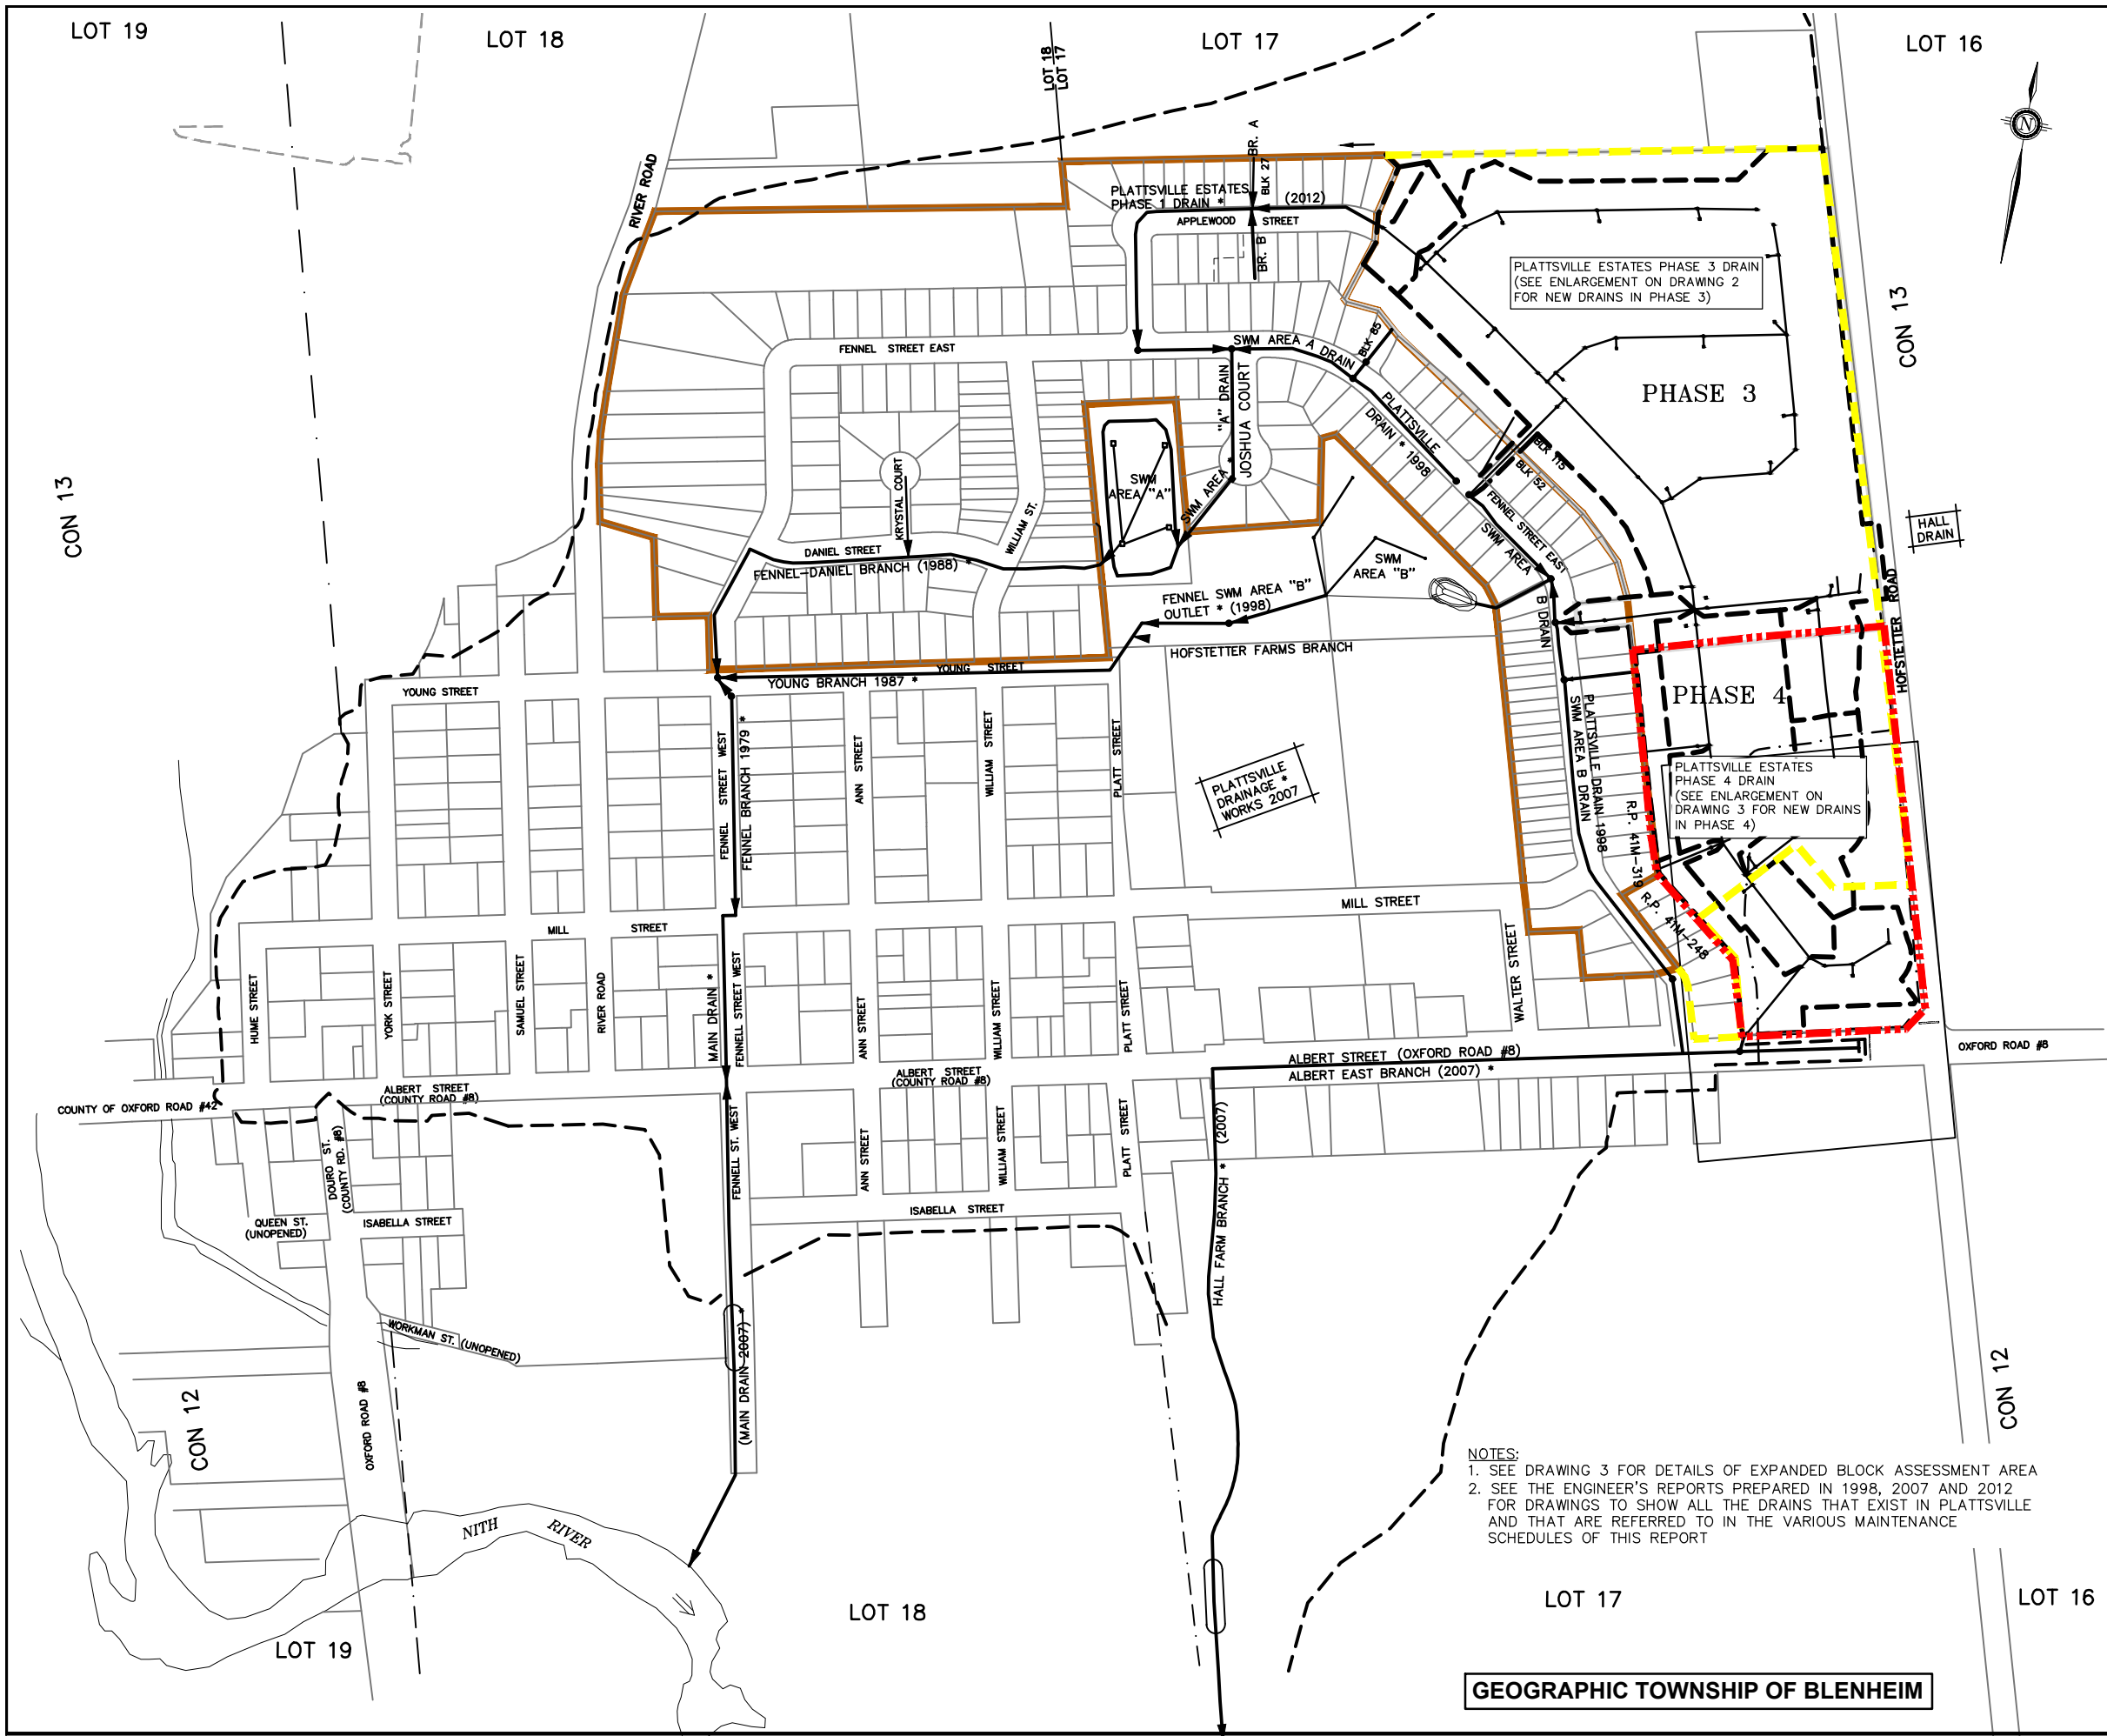 LOT 19
LOT 18
LOT 17
LOT 16
LOT 18
LOT 17
RIVER ROAD
N
BR. A
BLK 27
PLATTSVILLE ESTATES
PHASE 1 DRAIN *
(2012)
APPLEWOOD STREET
BR. B
PLATTSVILLE ESTATES PHASE 3 DRAIN
(SEE ENLARGEMENT ON DRAWING 2
FOR NEW DRAINS IN PHASE 3)
CON 13
PHASE 3
FENNEL STREET EAST
SWM AREA A DRAIN
BLK 85
"A" DRAIN
JOSHUA COURT
SWM AREA *
PLATTSVILLE
DRAIN * 1998
SWM
AREA "A"
BLK 115
BLK 52
FENNEL STREET EAST
SWM AREA
B DRAIN
CON 13
KRYSTAL COURT
WILLIAM ST.
DANIEL STREET
FENNEL-DANIEL BRANCH (1988) *
SWM
AREA "B"
FENNEL SWM AREA "B"
OUTLET * (1998)
HOFSTETTER FARMS BRANCH
HALL
DRAIN
HOFSTETTER ROAD
YOUNG STREET
YOUNG BRANCH 1987 *
YOUNG STREET
PHASE 4
PLATTSVILLE DRAIN 1998
SWM AREA B DRAIN
PLATTSVILLE ESTATES
PHASE 4 DRAIN
(SEE ENLARGEMENT ON
DRAWING 3 FOR NEW DRAINS
IN PHASE 4)
R.P. 41M-319
R.P. 41M-248
FENNEL STREET WEST
FENNEL BRANCH 1979 *
ANN STREET
WILLIAM STREET
PLATT STREET
PLATTSVILLE
DRAINAGE *
WORKS 2007
MILL STREET
MILL STREET
HUME STREET
YORK STREET
SAMUEL STREET
RIVER ROAD
MAIN DRAIN *
FENNEL STREET WEST
ANN STREET
WILLIAM STREET
PLATT STREET
WALTER STREET
ALBERT STREET (OXFORD ROAD #8)
ALBERT EAST BRANCH (2007) *
OXFORD ROAD #8
ALBERT STREET
(COUNTY ROAD #8)
ALBERT STREET
(COUNTY ROAD #8)
COUNTY OF OXFORD ROAD #42
DOURO ST.
(COUNTY RD. #8)
FENNELL ST. WEST
ANN STREET
WILLIAM STREET
PLATT STREET
HALL FARM BRANCH * (2007)
QUEEN ST.
(UNOPENED)
ISABELLA STREET
ISABELLA STREET
WORKMAN ST. (UNOPENED)
(MAIN DRAIN 2007) *
OXFORD ROAD #8
CON 12
CON 12
NOTES:
1. SEE DRAWING 3 FOR DETAILS OF EXPANDED BLOCK ASSESSMENT AREA
2. SEE THE ENGINEER'S REPORTS PREPARED IN 1998, 2007 AND 2012
FOR DRAWINGS TO SHOW ALL THE DRAINS THAT EXIST IN PLATTSVILLE
AND THAT ARE REFERRED TO IN THE VARIOUS MAINTENANCE
SCHEDULES OF THIS REPORT
NITH RIVER
LOT 19
LOT 18
LOT 17
LOT 16
GEOGRAPHIC TOWNSHIP OF BLENHEIM